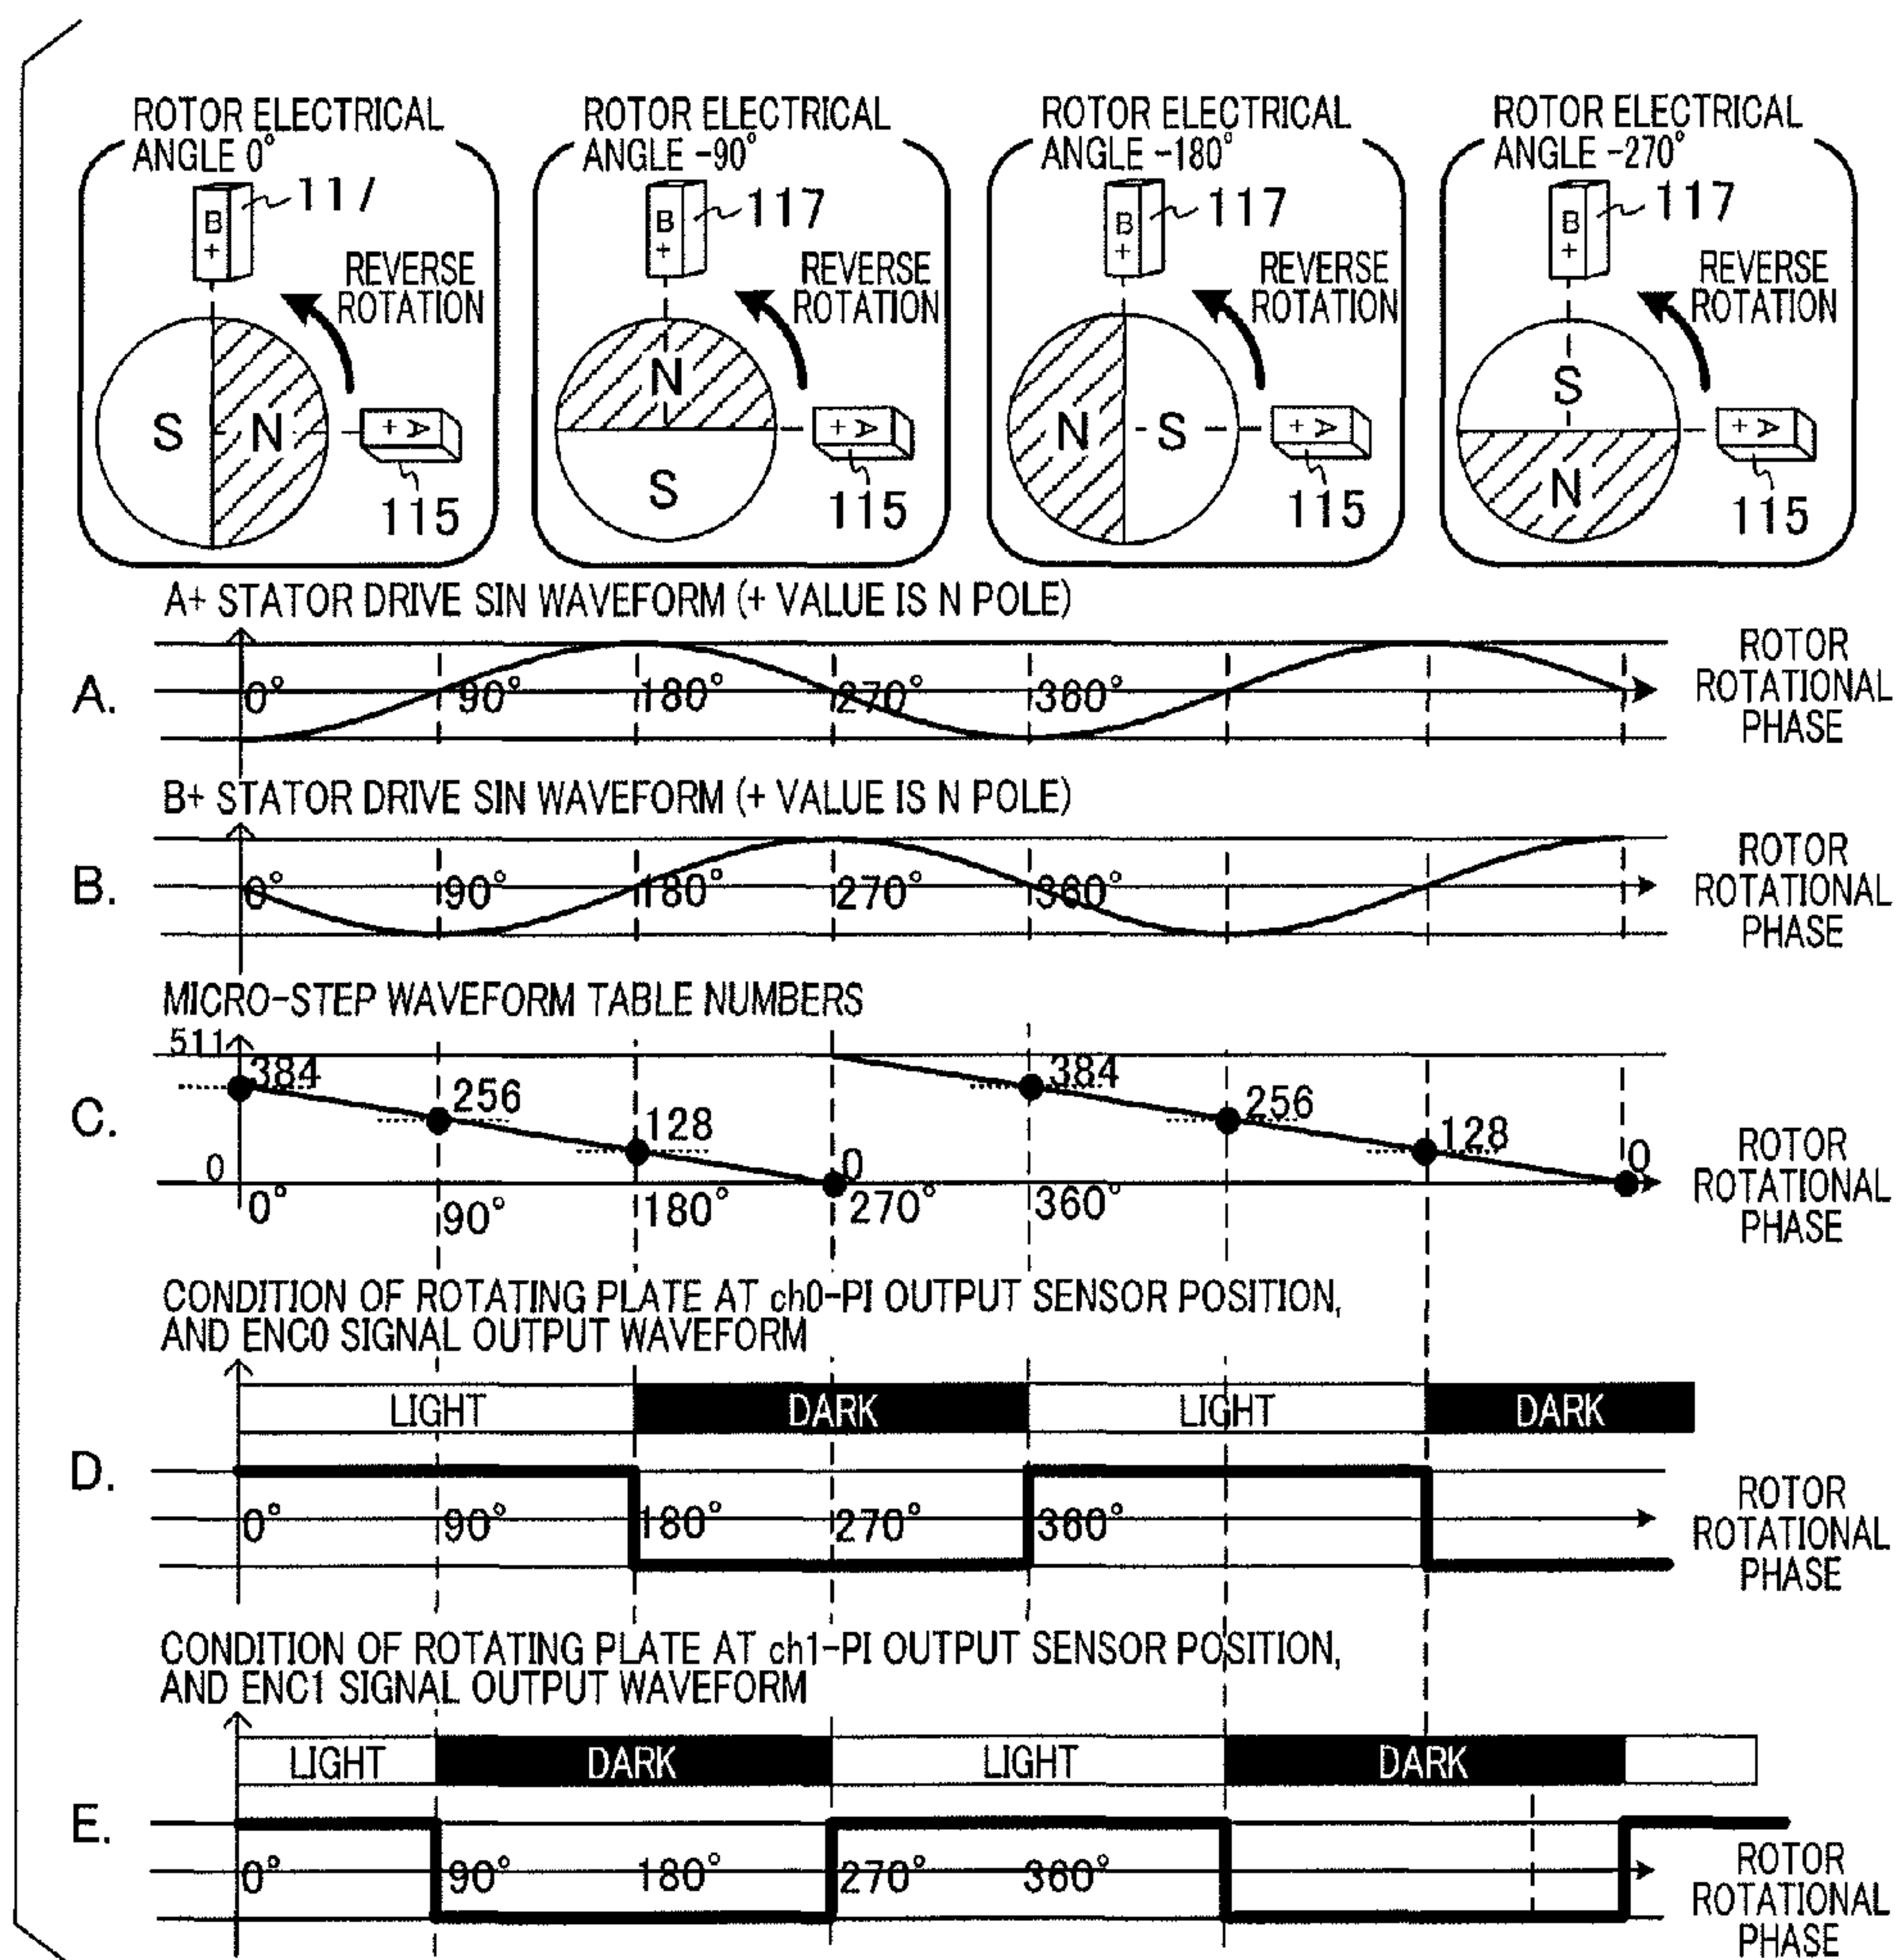 ROTOR ELECTRICAL
ANGLE 0°
117
B
+
REVERSE
ROTATION
S
N
+ A
115
ROTOR ELECTRICAL
ANGLE -90°
117
B
+
REVERSE
ROTATION
N
S
+ A
115
ROTOR ELECTRICAL
ANGLE -180°
117
B
+
REVERSE
ROTATION
N
S
+ A
115
ROTOR ELECTRICAL
ANGLE -270°
117
B
+
REVERSE
ROTATION
S
N
+ A
115
A+ STATOR DRIVE SIN WAVEFORM (+ VALUE IS N POLE)
A.
0° 90° 180° 270° 360°
ROTOR
ROTATIONAL
PHASE
B+ STATOR DRIVE SIN WAVEFORM (+ VALUE IS N POLE)
B.
0° 90° 180° 270° 360°
ROTOR
ROTATIONAL
PHASE
MICRO-STEP WAVEFORM TABLE NUMBERS
C.
511
384 256 128 0 384 256 128 0
0
0° 90° 180° 270° 360°
ROTOR
ROTATIONAL
PHASE
CONDITION OF ROTATING PLATE AT ch0-PI OUTPUT SENSOR POSITION,
AND ENC0 SIGNAL OUTPUT WAVEFORM
LIGHT DARK LIGHT DARK
D.
0° 90° 180° 270° 360°
ROTOR
ROTATIONAL
PHASE
CONDITION OF ROTATING PLATE AT ch1-PI OUTPUT SENSOR POSITION,
AND ENC1 SIGNAL OUTPUT WAVEFORM
LIGHT DARK LIGHT DARK
E.
0° 90° 180° 270° 360°
ROTOR
ROTATIONAL
PHASE